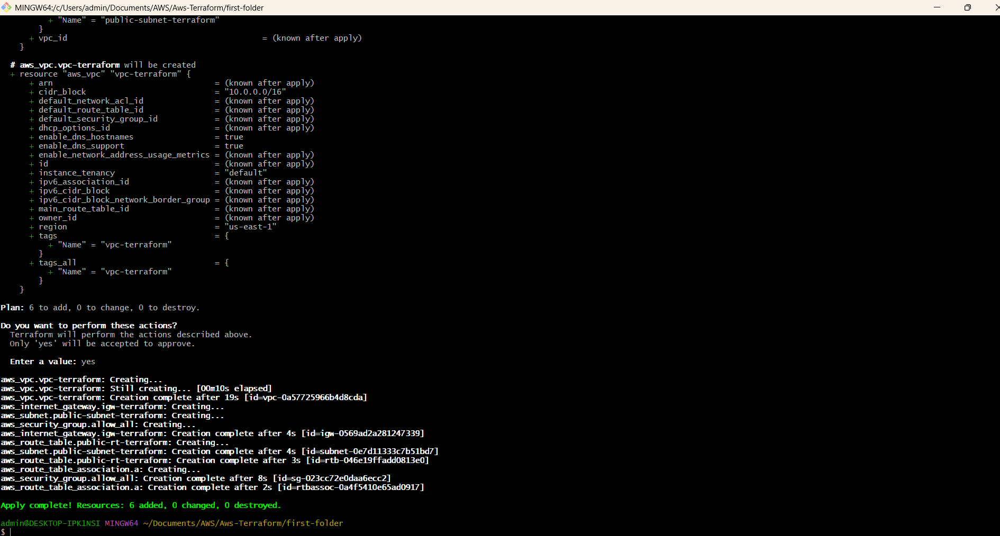 MINGW64:/c/Users/admin/Documents/AWS/Aws-Terraform/first-folder
+ "Name" = "public-subnet-terraform"
}
+ vpc_id = (known after apply)
}
# aws_vpc.vpc-terraform will be created
+ resource "aws_vpc" "vpc-terraform" {
+ arn = (known after apply)
+ cidr_block = "10.0.0.0/16"
+ default_network_acl_id = (known after apply)
+ default_route_table_id = (known after apply)
+ default_security_group_id = (known after apply)
+ dhcp_options_id = (known after apply)
+ enable_dns_hostnames = true
+ enable_dns_support = true
+ enable_network_address_usage_metrics = (known after apply)
+ id = (known after apply)
+ instance_tenancy = "default"
+ ipv6_association_id = (known after apply)
+ ipv6_cidr_block = (known after apply)
+ ipv6_cidr_block_network_border_group = (known after apply)
+ main_route_table_id = (known after apply)
+ owner_id = (known after apply)
+ region = "us-east-1"
+ tags = {
+ "Name" = "vpc-terraform"
}
+ tags_all = {
+ "Name" = "vpc-terraform"
}
}
Plan: 6 to add, 0 to change, 0 to destroy.
Do you want to perform these actions?
Terraform will perform the actions described above.
Only 'yes' will be accepted to approve.
Enter a value: yes
aws_vpc.vpc-terraform: Creating...
aws_vpc.vpc-terraform: Still creating... [00m10s elapsed]
aws_vpc.vpc-terraform: Creation complete after 19s [id=vpc-0a57725966b4d8cda]
aws_internet_gateway.igw-terraform: Creating...
aws_subnet.public-subnet-terraform: Creating...
aws_security_group.allow_all: Creating...
aws_internet_gateway.igw-terraform: Creation complete after 4s [id=igw-0569ad2a281247339]
aws_route_table.public-rt-terraform: Creating...
aws_subnet.public-subnet-terraform: Creation complete after 4s [id=subnet-0e7d11333c7b51bd7]
aws_route_table.public-rt-terraform: Creation complete after 3s [id=rtb-046e19ffadd0813e0]
aws_route_table_association.a: Creating...
aws_security_group.allow_all: Creation complete after 8s [id=sg-023cc72e0daa6ecc2]
aws_route_table_association.a: Creation complete after 2s [id=rtbassoc-0a4f5410e65ad0917]
Apply complete! Resources: 6 added, 0 changed, 0 destroyed.
admin@DESKTOP-IPK1NSI MINGW64 ~/Documents/AWS/Aws-Terraform/first-folder
$